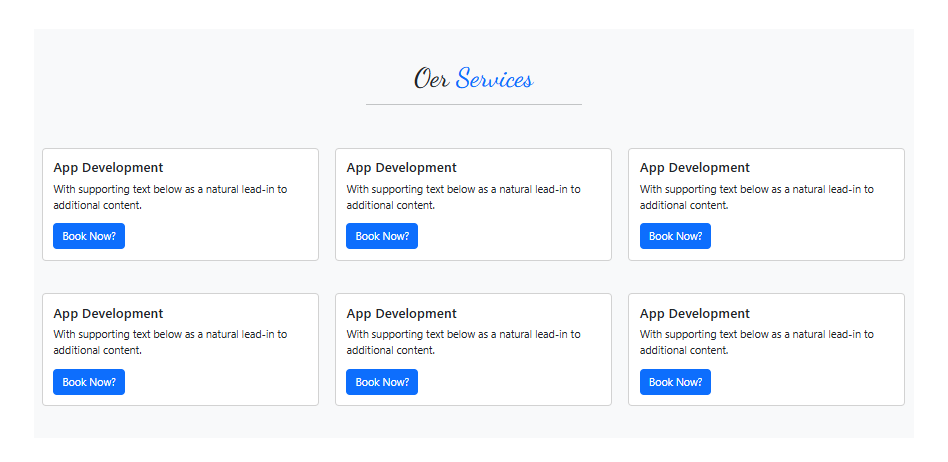 Oer Services
App Development
With supporting text below as a natural lead-in to
additional content.
Book Now?
App Development
With supporting text below as a natural lead-in to
additional content.
Book Now?
App Development
With supporting text below as a natural lead-in to
additional content.
Book Now?
App Development
With supporting text below as a natural lead-in to
additional content.
Book Now?
App Development
With supporting text below as a natural lead-in to
additional content.
Book Now?
App Development
With supporting text below as a natural lead-in to
additional content.
Book Now?